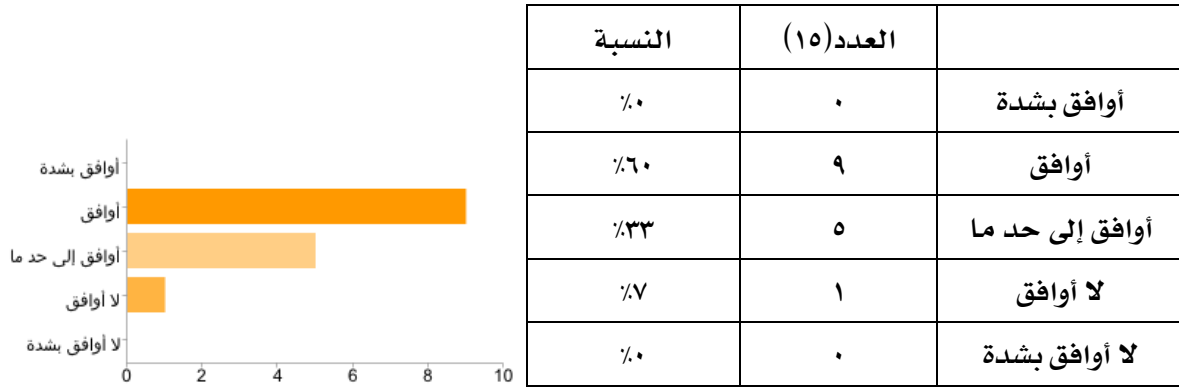 العدد(١٥) النسبة
أوافق بشدة ٠ ٠٪
أوافق ٩ ٦٠٪
أوافق إلى حد ما ٥ ٣٣٪
لا أوافق ١ ٧٪
لا أوافق بشدة ٠ ٠٪
أوافق بشدة
أوافق
أوافق إلى حد ما
لا أوافق
لا أوافق بشدة
0 2 4 6 8 10